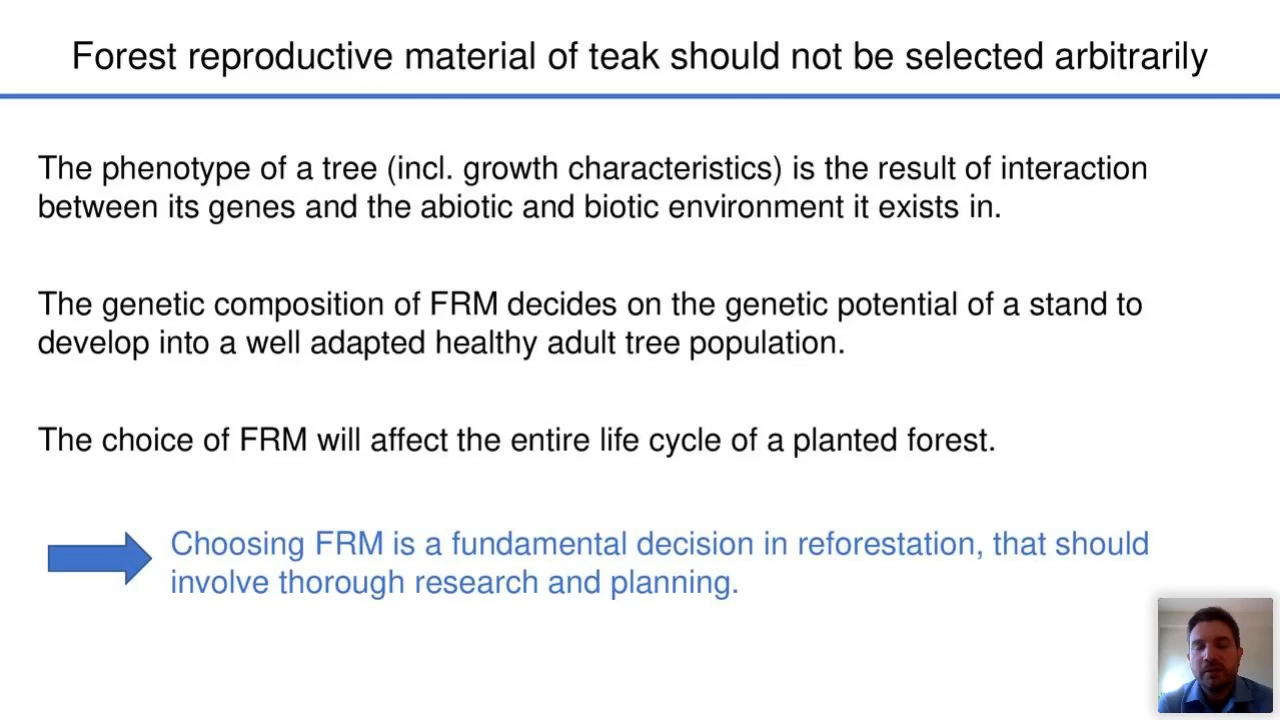 Forest reproductive material of teak should not be selected arbitrarily
The phenotype of a tree (incl. growth characteristics) is the result of interaction
between its genes and the abiotic and biotic environment it exists in.
The genetic composition of FRM decides on the genetic potential of a stand to
develop into a well adapted healthy adult tree population.
The choice of FRM will affect the entire life cycle of a planted forest.
Choosing FRM is a fundamental decision in reforestation, that should
involve thorough research and planning.